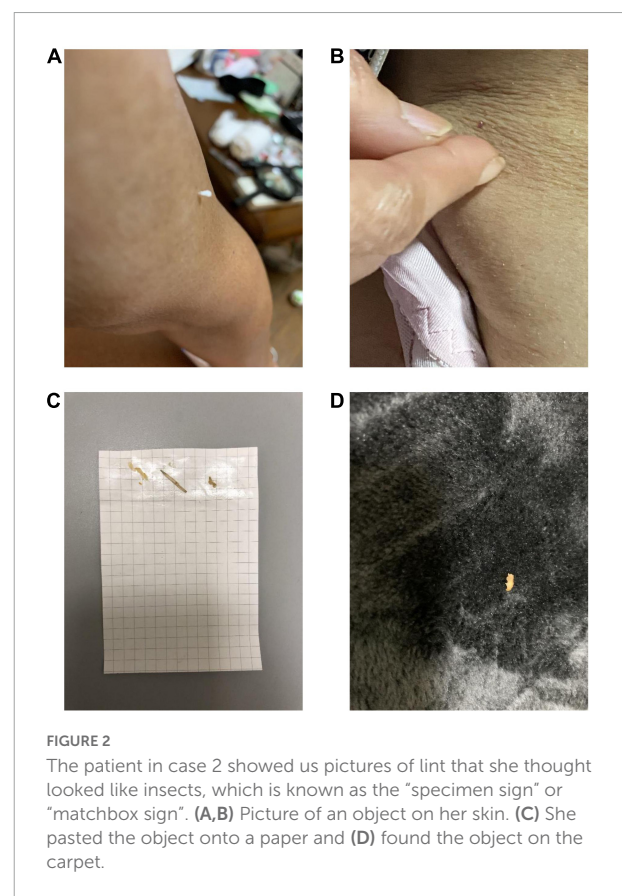 A
B
C
D
FIGURE 2
The patient in case 2 showed us pictures of lint that she thought
looked like insects, which is known as the “specimen sign” or
“matchbox sign”. (A,B) Picture of an object on her skin. (C) She
pasted the object onto a paper and (D) found the object on the
carpet.